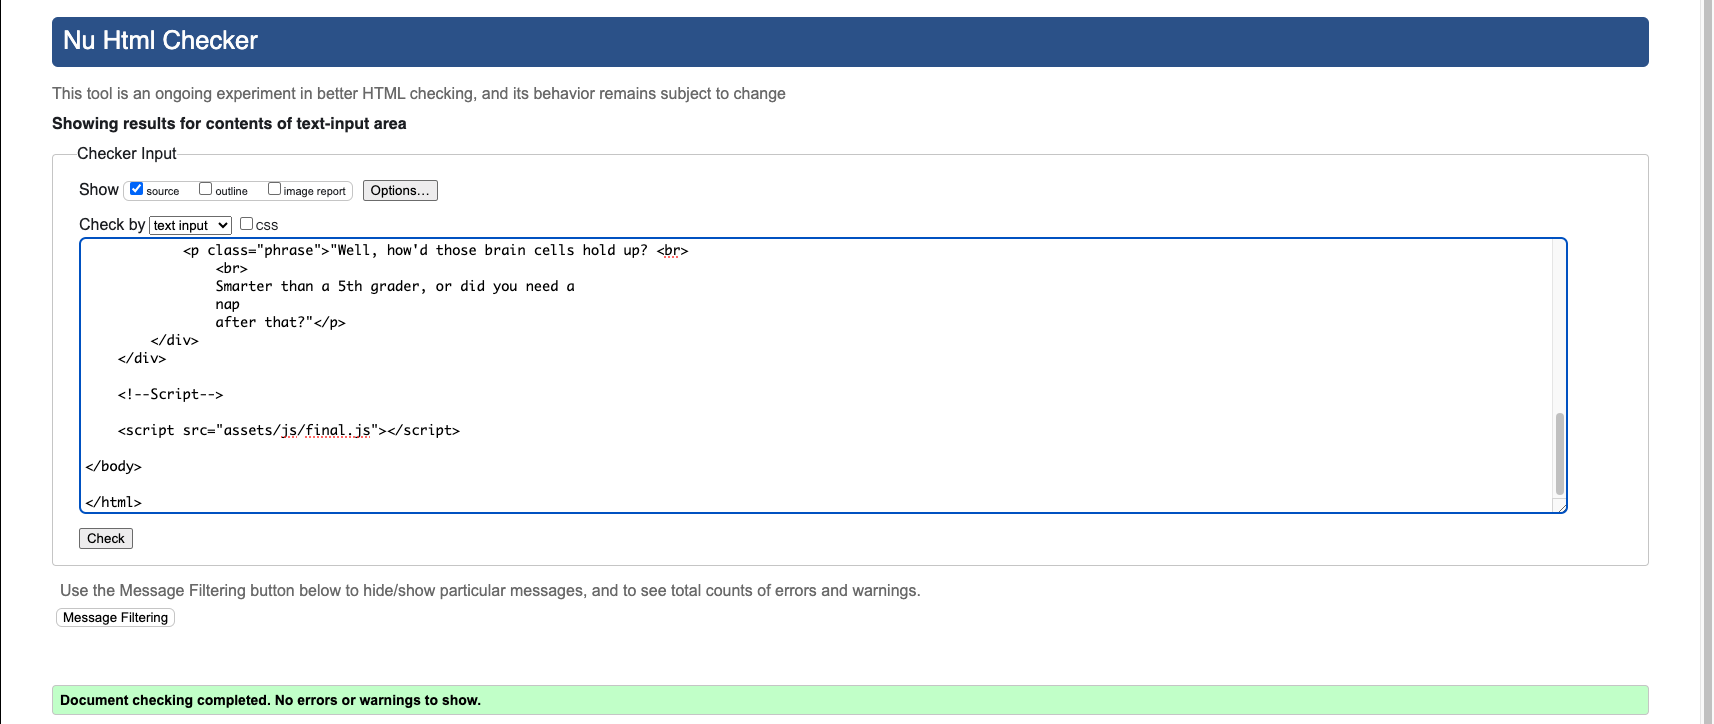 Nu Html Checker
This tool is an ongoing experiment in better HTML checking, and its behavior remains subject to change
Showing results for contents of text-input area
Checker Input
Show source outline image report Options...
Check by text input CSS
<p class="phrase">"Well, how'd those brain cells hold up? <br>
<br>
Smarter than a 5th grader, or did you need a
nap
after that?"</p>
</div>
</div>
<!--Script-->
<script src="assets/js/final.js"></script>
</body>
</html>
Check
Use the Message Filtering button below to hide/show particular messages, and to see total counts of errors and warnings.
Message Filtering
Document checking completed. No errors or warnings to show.